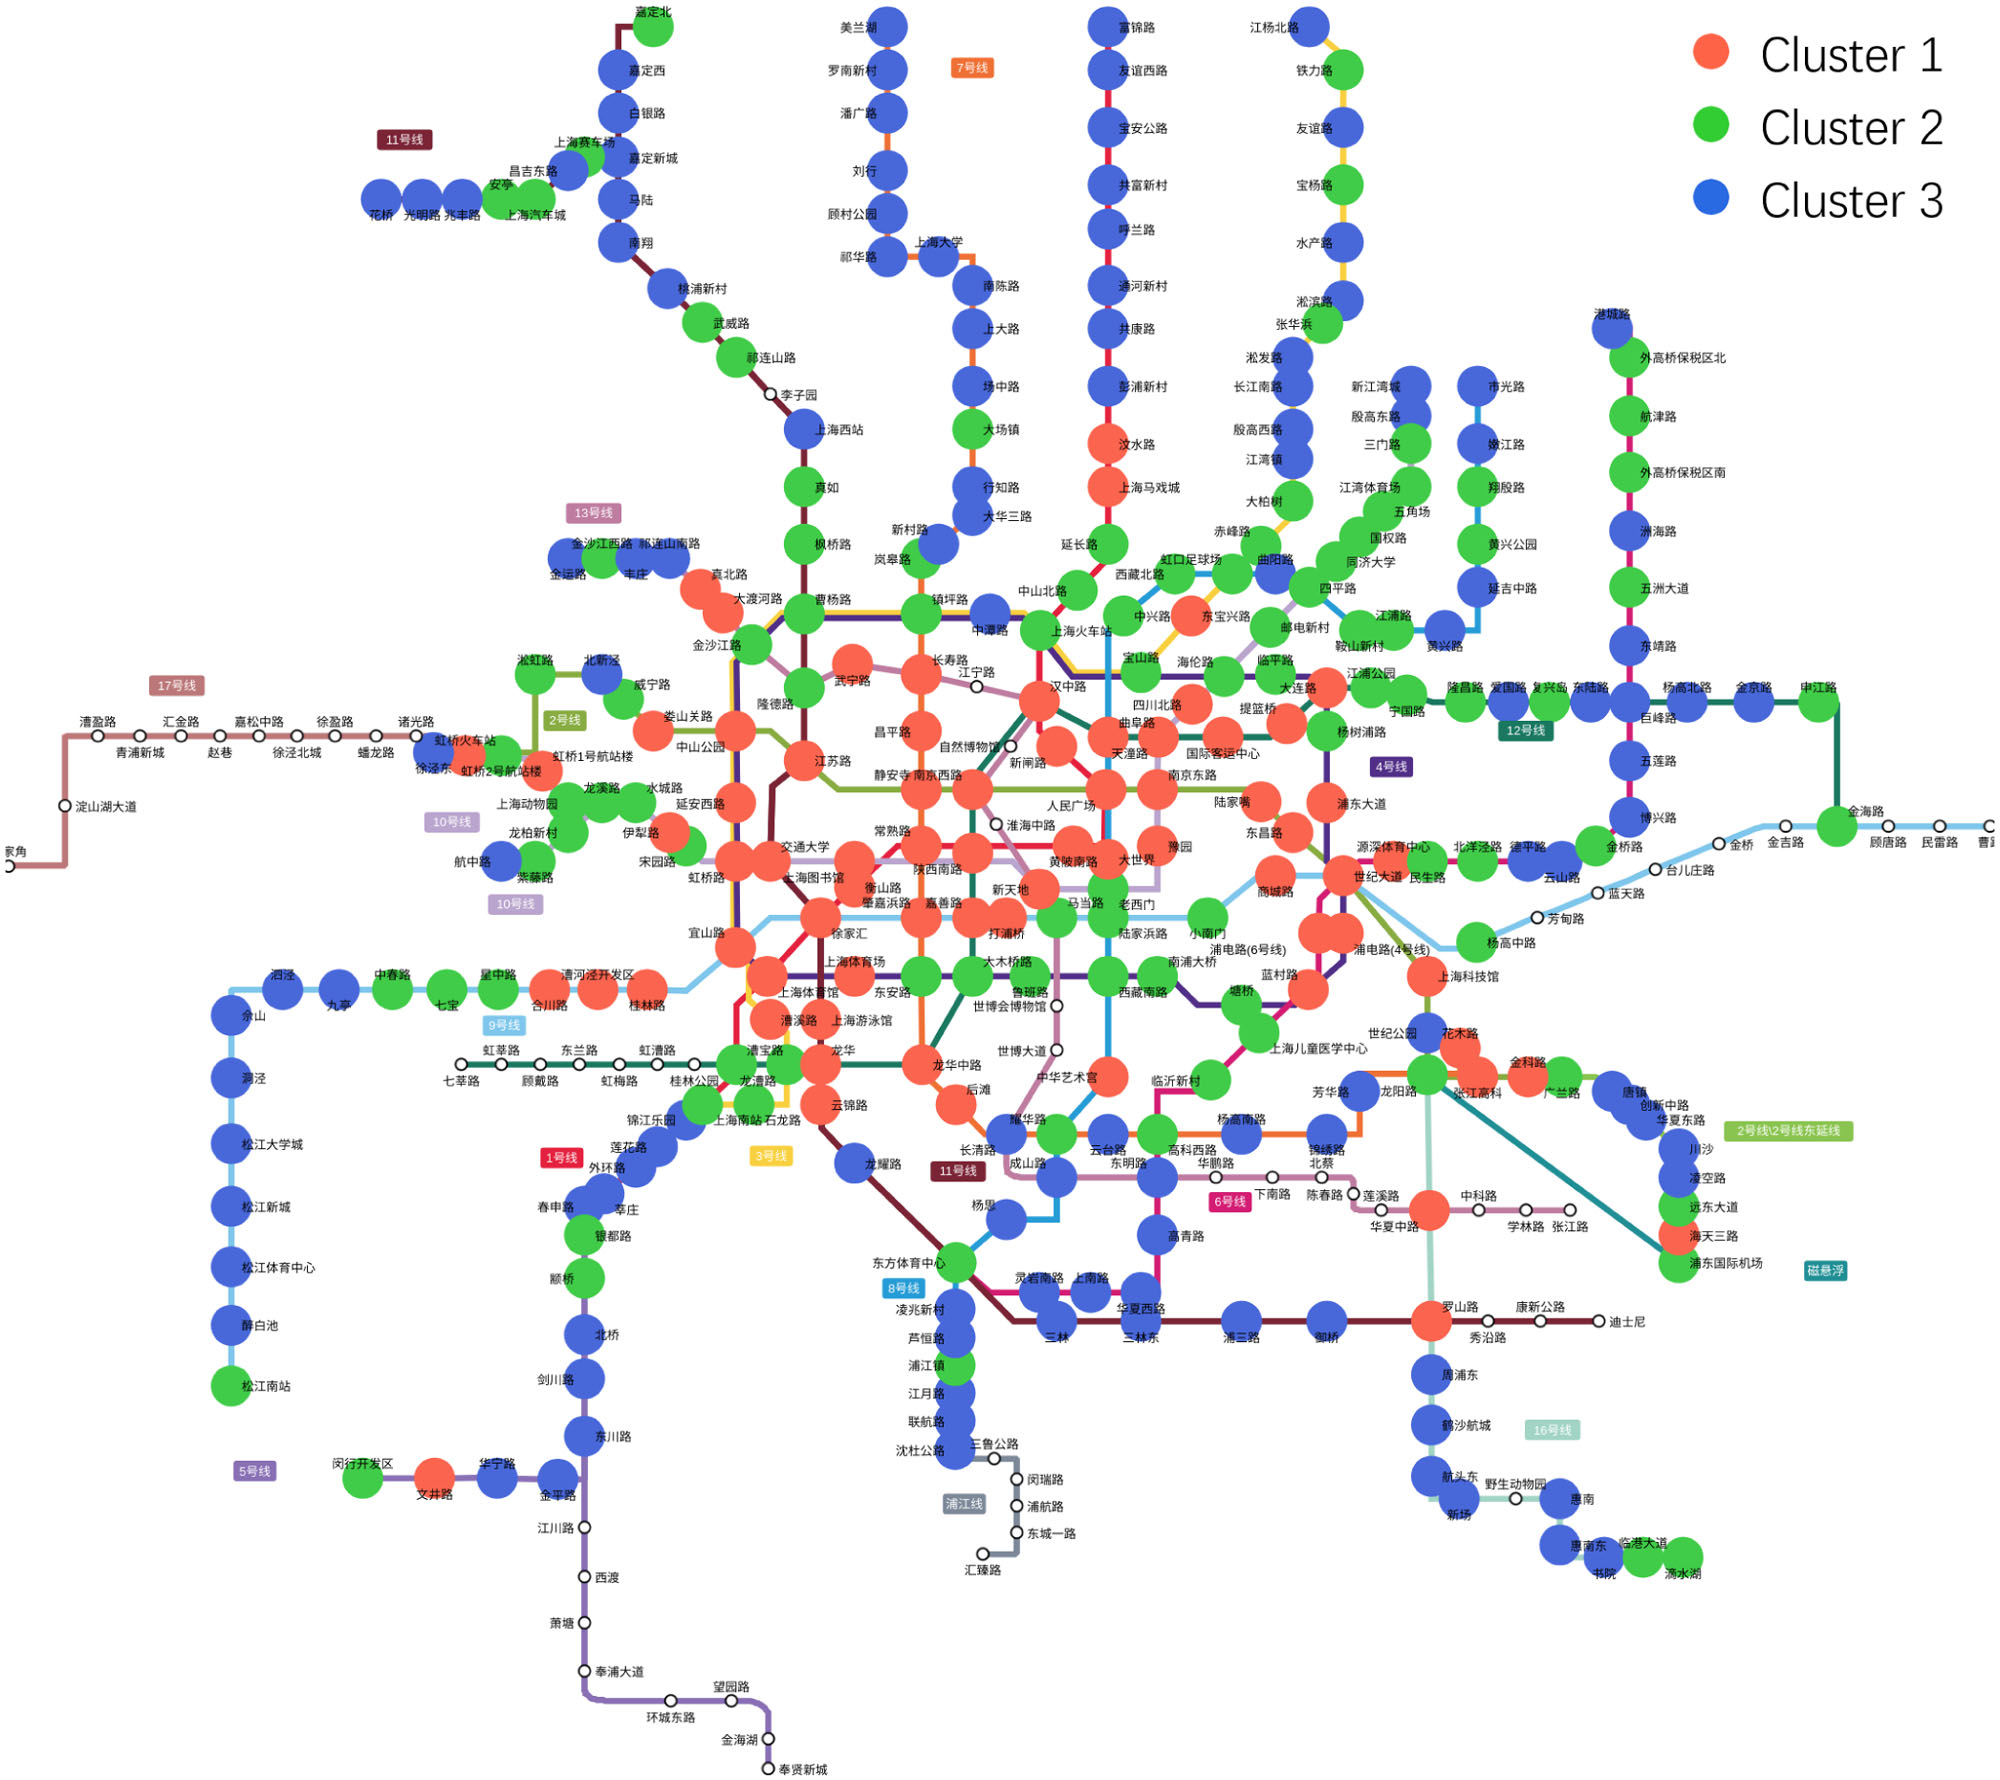 嘉定北
美兰湖
富锦路
江杨北路
Cluster 1
嘉定西
罗南新村
7号线
友谊西路
铁力路
白银路
潘广路
宝安公路
友谊路
Cluster 2
11号线
上海赛车场
嘉定新城
昌吉东路
刘行
共富新村
宝杨路
安亭
Cluster 3
花桥
光明路
兆丰路
上海汽车城
马陆
顾村公园
呼兰路
南翔
祁华路
上海大学
水产路
桃浦新村
南陈路
通河新村
淞滨路
武威路
上大路
共康路
张华浜
港城路
祁连山路
淞发路
外高桥保税区北
李子园
场中路
彭浦新村
长江南路
新江湾城
市光路
殷高东路
航津路
上海西站
大场镇
汶水路
殷高西路
三门路
嫩江路
江湾镇
外高桥保税区南
真如
行知路
上海马戏城
大柏树
江湾体育场
翔殷路
13号线
大华三路
五角场
新村路
赤峰路
国权路
洲海路
金沙江西路
祁连山南路
枫桥路
岚皋路
延长路
虹口足球场
曲阳路
同济大学
黄兴公园
金运路
丰庄
真北路
西藏北路
四平路
延吉中路
五洲大道
大渡河路
曹杨路
镇坪路
中山北路
中兴路
东宝兴路
江浦路
中潭路
上海火车站
邮电新村
鞍山新村
黄兴路
金沙江路
东靖路
淞虹路
北新泾
长寿路
宝山路
海伦路
临平路
17号线
威宁路
武宁路
江宁路
汉中路
大连路
江浦公园
隆昌路
爱国路
复兴岛
东陆路
杨高北路
金京路
申江路
隆德路
四川北路
提篮桥
宁国路
巨峰路
漕盈路
汇金路
嘉松中路
徐盈路
诸光路
2号线
娄山关路
昌平路
曲阜路
杨树浦路
12号线
青浦新城
赵巷
徐泾北城
蟠龙路
虹桥火车站
中山公园
自然博物馆
天潼路
国际客运中心
徐泾东
虹桥2号航站楼
虹桥1号航站楼
江苏路
新闸路
4号线
五莲路
静安寺
南京西路
南京东路
淀山湖大道
上海动物园
龙溪路
水城路
延安西路
人民广场
陆家嘴
浦东大道
10号线
龙柏新村
伊犁路
常熟路
淮海中路
东昌路
博兴路
金海路
家角
航中路
宋园路
交通大学
黄陂南路
大世界
豫园
源深体育中心
北洋泾路
德平路
金桥路
金桥
金吉路
顾唐路
民雷路
曹路
紫藤路
虹桥路
上海图书馆
陕西南路
世纪大道
民生路
云山路
台儿庄路
衡山路
新天地
商城路
蓝天路
10号线
肇嘉浜路
嘉善路
马当路
老西门
芳甸路
宜山路
徐家汇
打浦桥
陆家浜路
小南门
杨高中路
浦电路(6号线)
浦电路(4号线)
泗泾
中春路
星中路
漕河泾开发区
上海体育场
大木桥路
南浦大桥
蓝村路
上海科技馆
九亭
七宝
合川路
桂林路
上海体育馆
东安路
鲁班路
西藏南路
塘桥
佘山
9号线
漕溪路
上海游泳馆
世博会博物馆
世纪公园
花木路
虹莘路
东兰路
虹漕路
漕宝路
龙华
世博大道
上海儿童医学中心
金科路
七莘路
顾戴路
虹梅路
桂林公园
龙漕路
龙华中路
中华艺术宫
临沂新村
洞泾
后滩
芳华路
龙阳路
张江高科
广兰路
唐镇
锦江乐园
上海南站
石龙路
云锦路
耀华路
杨高南路
创新中路
华夏东路
松江大学城
莲花路
长清路
云台路
高科西路
锦绣路
2号线\2号线东延线
1号线
3号线
龙耀路
11号线
成山路
东明路
华鹏路
北蔡
川沙
外环路
凌空路
松江新城
春申路
莘庄
杨思
6号线
下南路
陈春路
莲溪路
中科路
远东大道
华夏中路
学林路
张江路
银都路
高青路
海天三路
松江体育中心
颛桥
东方体育中心
浦东国际机场
磁悬浮
8号线
灵岩南路
上南路
凌兆新村
华夏西路
罗山路
康新公路
醉白池
北桥
芦恒路
三林
三林东
浦三路
御桥
秀沿路
迪士尼
浦江镇
松江南站
剑川路
江月路
周浦东
联航路
鹤沙航城
16号线
东川路
沈杜公路
三鲁公路
5号线
闵行开发区
华宁路
闵瑞路
航头东
野生动物园
文井路
金平路
浦江线
浦航路
新场
惠南
江川路
东城一路
惠南东
临港大道
汇臻路
书院
滴水湖
西渡
萧塘
奉浦大道
望园路
环城东路
金海湖
奉贤新城